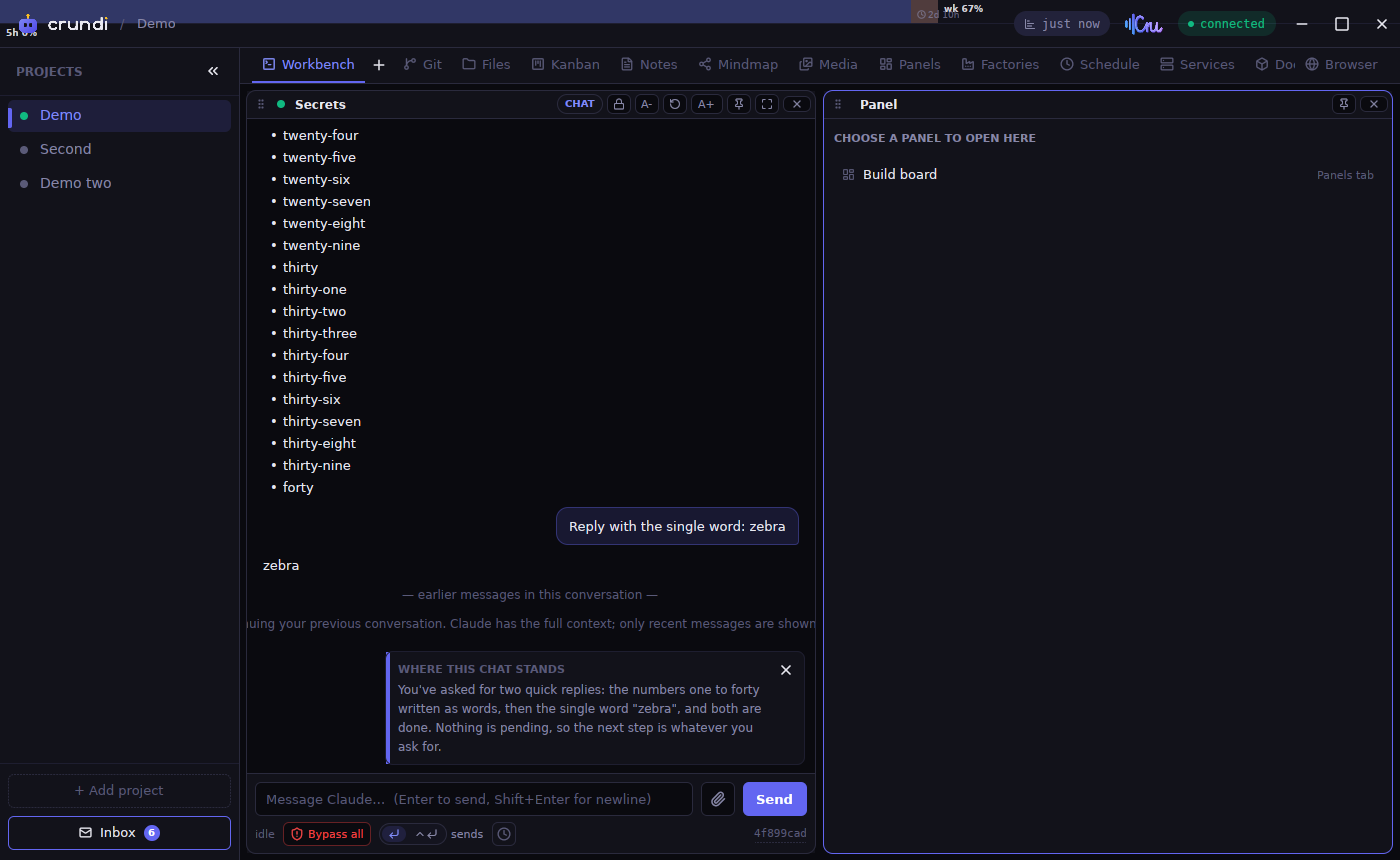 wk 67%
2d 10h
5h 6%
crundi / Demo
just now
Cru
connected
PROJECTS
Demo
Second
Demo two
+ Add project
Inbox 6
Workbench
Git
Files
Kanban
Notes
Mindmap
Media
Panels
Factories
Schedule
Services
Doc
Browser
Secrets
CHAT
A-
A+
• twenty-four
• twenty-five
• twenty-six
• twenty-seven
• twenty-eight
• twenty-nine
• thirty
• thirty-one
• thirty-two
• thirty-three
• thirty-four
• thirty-five
• thirty-six
• thirty-seven
• thirty-eight
• thirty-nine
• forty
Reply with the single word: zebra
zebra
— earlier messages in this conversation —
uing your previous conversation. Claude has the full context; only recent messages are shown
WHERE THIS CHAT STANDS
You've asked for two quick replies: the numbers one to forty
written as words, then the single word "zebra", and both are
done. Nothing is pending, so the next step is whatever you
ask for.
Message Claude... (Enter to send, Shift+Enter for newline)
Send
idle
Bypass all
sends
4f899cad
Panel
CHOOSE A PANEL TO OPEN HERE
Build board
Panels tab